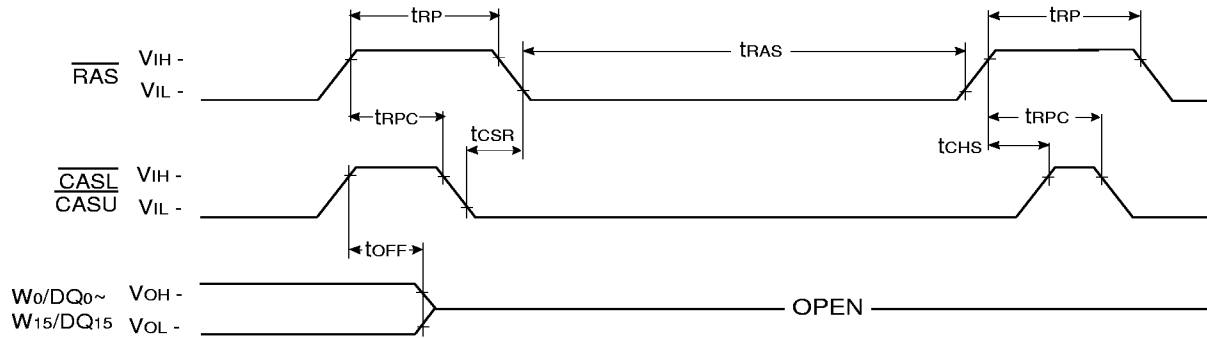 tRP tRP
RAS VIH - tRAS
VIL -
tRPC tCSR tRPC
tCHS
CASL VIH -
CASU VIL -
tOFF
W0/DQ0~ VOH -
OPEN
W15/DQ15 VOL -